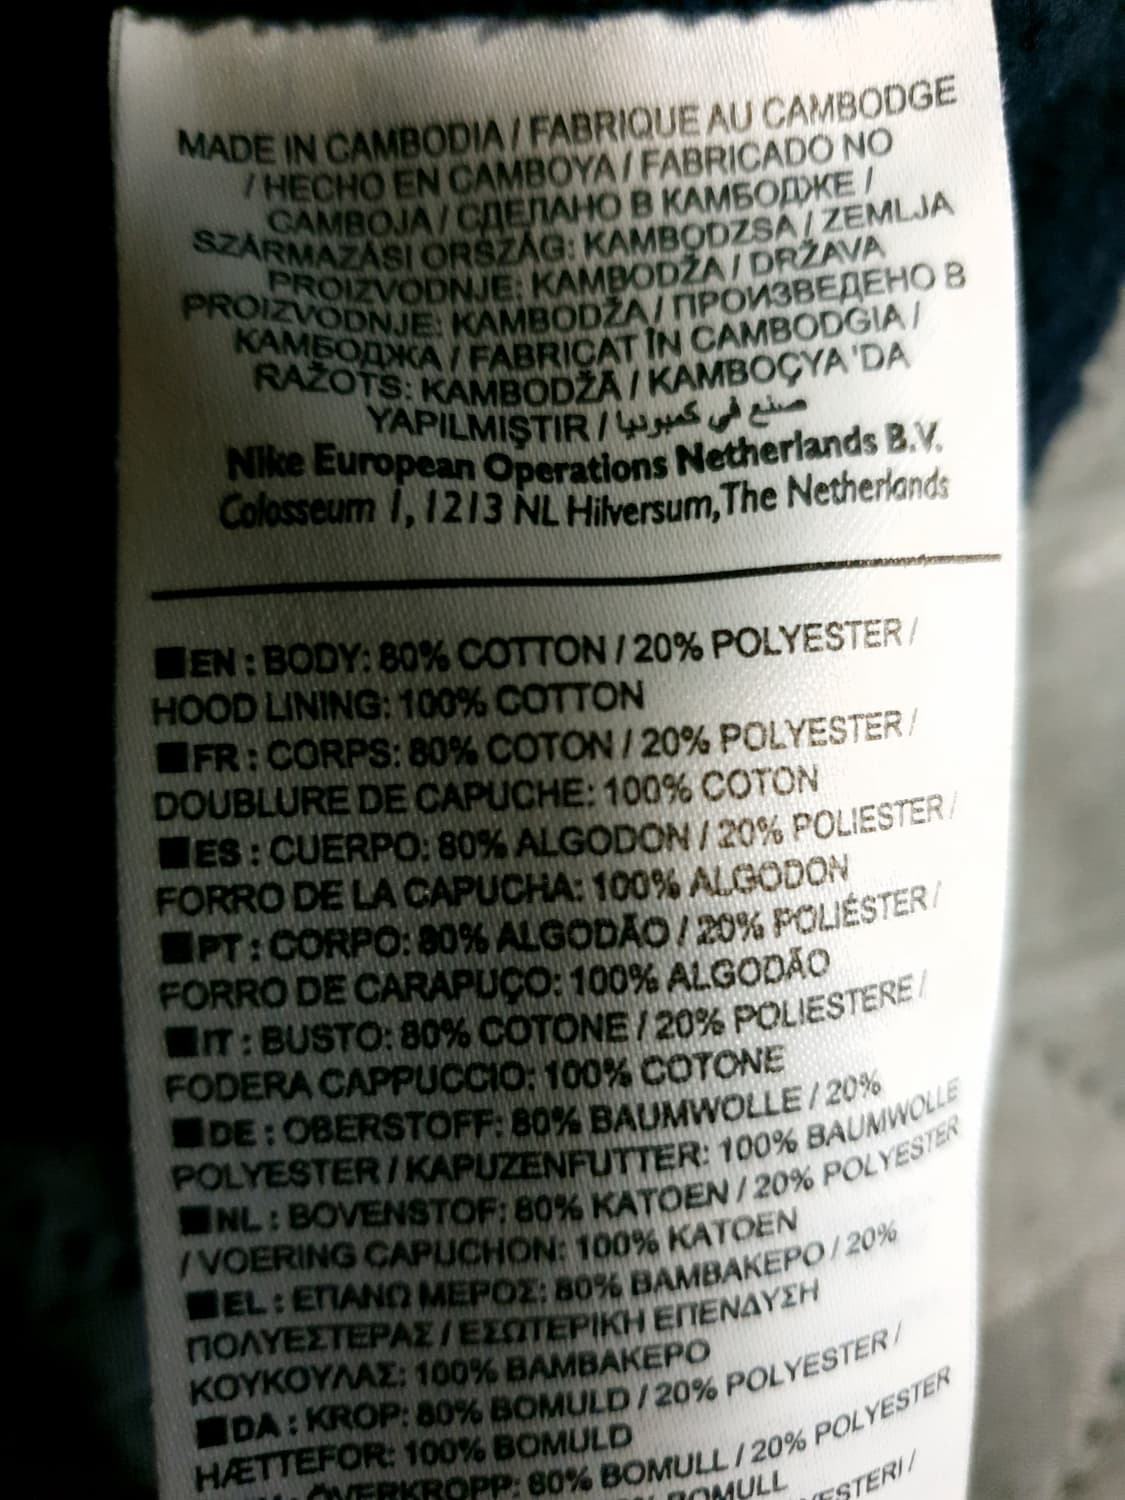 MADE IN CAMBODIA / FABRIQUE AU CAMBODGE
/ HECHO EN CAMBOYA / FABRICADO NO
CAMBOJA / СДЕЛАНО В КАМБОДЖЕ /
SZÁRMAZÁSI ORSZÁG: KAMBODZSA / ZEMLJA
PROIZVODNJE: KAMBODŽA / DRŽAVA
PROIZVODNJE: KAMBODŽA / ПРОИЗВЕДЕНО В
КАМБОДЖА / FABRICAT ÎN CAMBODGIA /
RAŽOTS: KAMBODŽĀ / KAMBOÇYA'DA
YAPILMIŞTIR / صنع في كمبوديا
Nike European Operations Netherlands B.V.
Colosseum 1, 1213 NL Hilversum, The Netherlands
■EN : BODY: 80% COTTON / 20% POLYESTER /
HOOD LINING: 100% COTTON
■FR : CORPS: 80% COTON / 20% POLYESTER /
DOUBLURE DE CAPUCHE: 100% COTON
■ES : CUERPO: 80% ALGODON / 20% POLIESTER /
FORRO DE LA CAPUCHA: 100% ALGODON
■PT : CORPO: 80% ALGODÃO / 20% POLIÉSTER /
FORRO DE CARAPUÇO: 100% ALGODÃO
■IT : BUSTO: 80% COTONE / 20% POLIESTERE /
FODERA CAPPUCCIO: 100% COTONE
■DE : OBERSTOFF: 80% BAUMWOLLE / 20%
POLYESTER / KAPUZENFUTTER: 100% BAUMWOLLE
■NL : BOVENSTOF: 80% KATOEN / 20% POLYESTER
/ VOERING CAPUCHON: 100% KATOEN
■EL : ΕΠΑΝΩ ΜΕΡΟΣ: 80% ΒΑΜΒΑΚΕΡΟ / 20%
ΠΟΛΥΕΣΤΕΡΑΣ / ΕΣΩΤΕΡΙΚΗ ΕΠΕΝΔΥΣΗ
ΚΟΥΚΟΥΛΑΣ: 100% ΒΑΜΒΑΚΕΡΟ
■DA : KROP: 80% BOMULD / 20% POLYESTER /
HÆTTEFOR: 100% BOMULD
ÖVERKROPP: 80% BOMULL / 20% POLYESTER
BOMULL